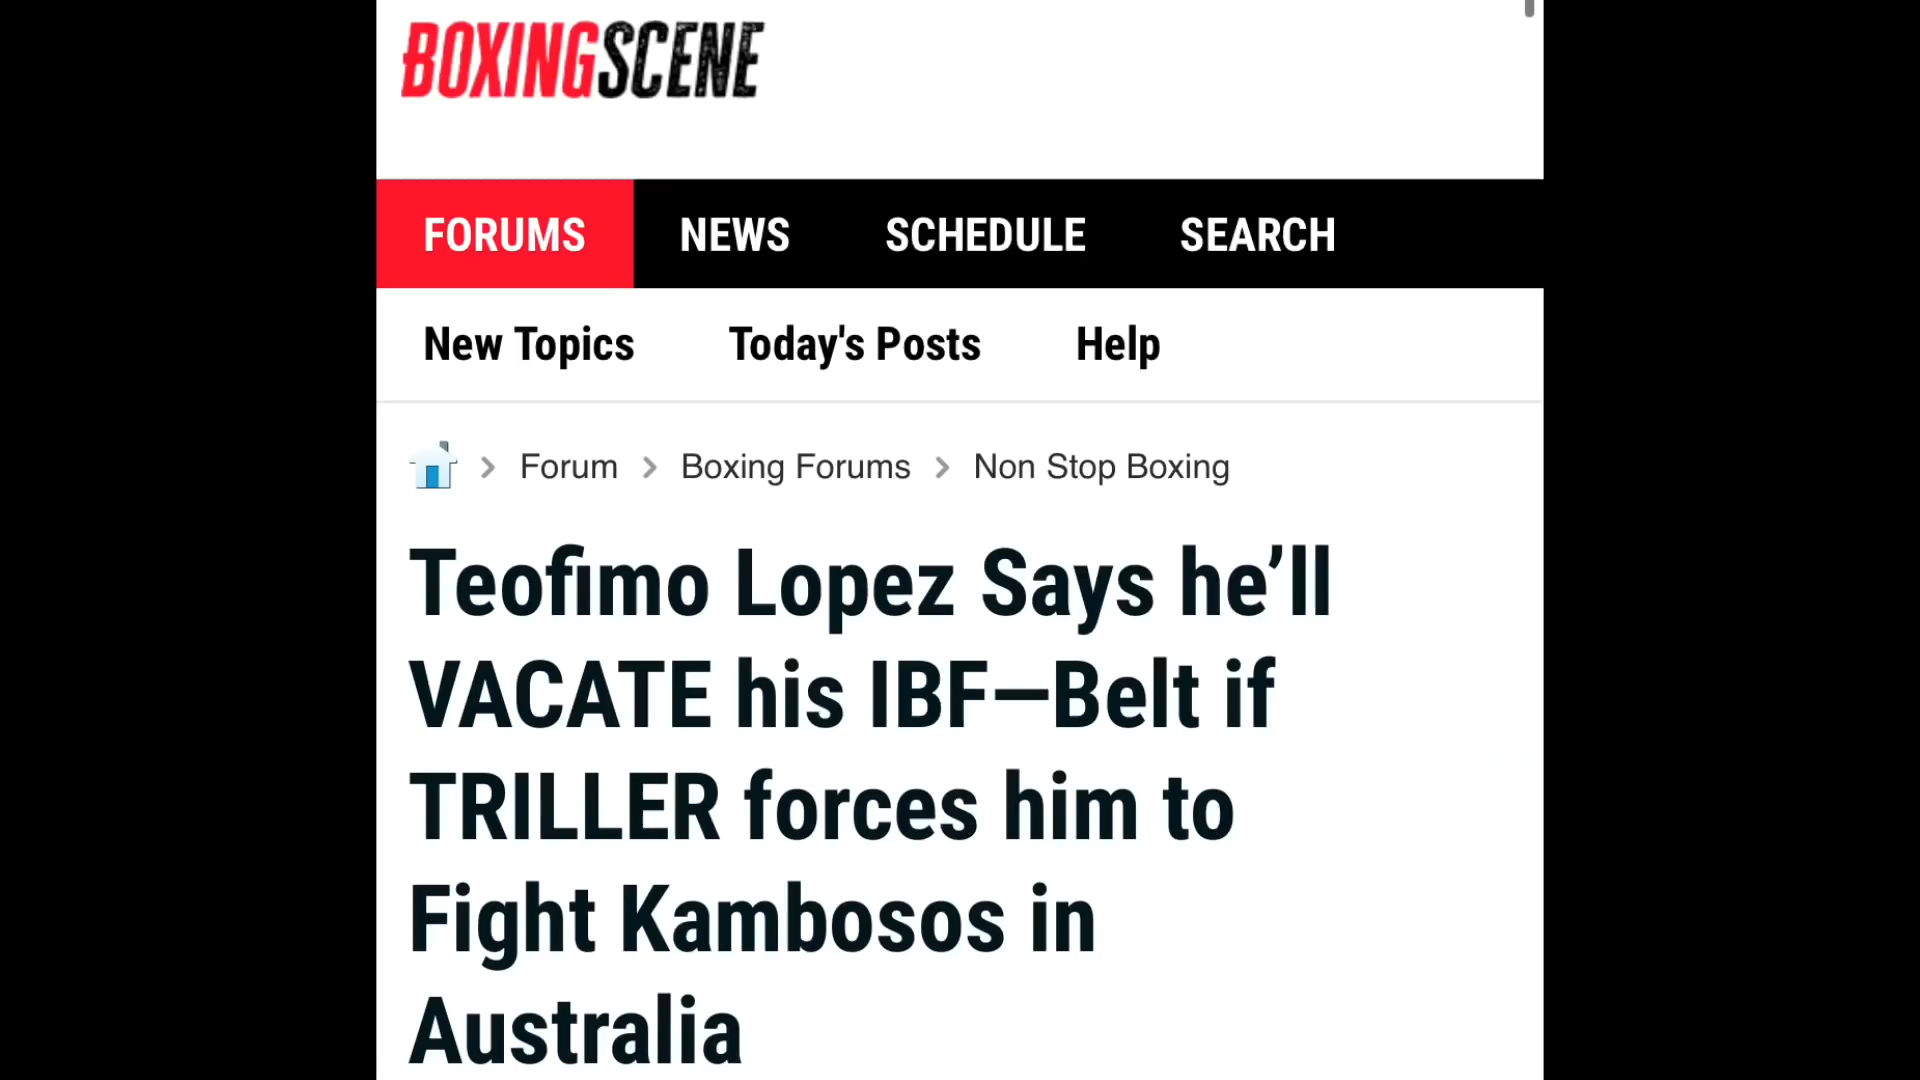 BOXINGSCENE
FORUMS NEWS SCHEDULE SEARCH
New Topics Today's Posts Help
Forum > Boxing Forums > Non Stop Boxing
Teofimo Lopez Says he’ll
VACATE his IBF—Belt if
TRILLER forces him to
Fight Kambosos in
Australia